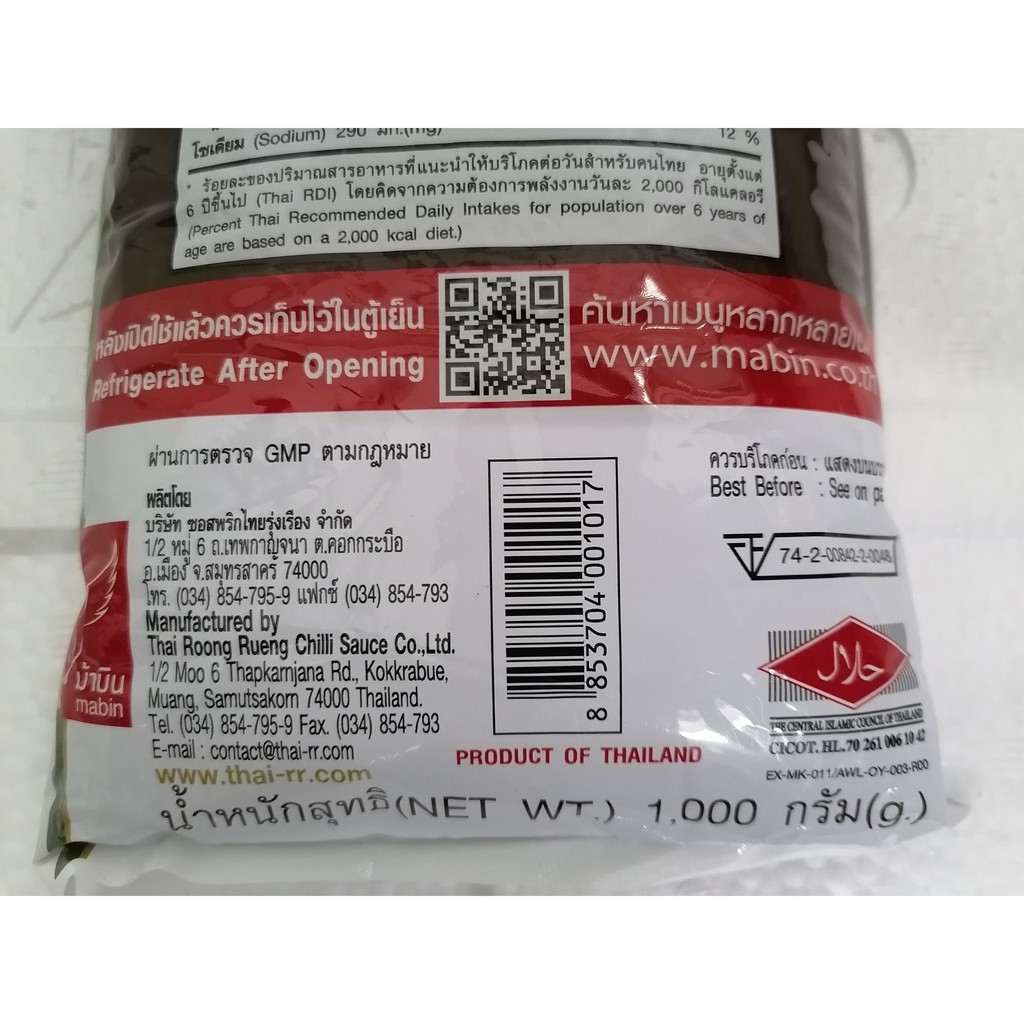 โซเดียม (Sodium) 290 มก.(mg) 12 %
* ร้อยละของปริมาณสารอาหารที่แนะนำให้บริโภคต่อวันสำหรับคนไทย อายุตั้งแต่
6 ปีขึ้นไป (Thai RDI) โดยคิดจากความต้องการพลังงานวันละ 2,000 กิโลแคลอรี
(Percent Thai Recommended Daily Intakes for population over 6 years of
age are based on a 2,000 kcal diet.)
หลังเปิดใช้แล้วควรเก็บไว้ในตู้เย็น
Refrigerate After Opening
ค้นหาเมนูหลากหลาย
www.mabin.co.th
ผ่านการตรวจ GMP ตามกฎหมาย
ผลิตโดย
บริษัท ซอสพริกไทยรุ่งเรือง จำกัด
1/2 หมู่ 6 ถ.เทพกาญจนา ต.คอกกระบือ
อ.เมือง จ.สมุทรสาคร 74000
โทร. (034) 854-795-9 แฟกซ์ (034) 854-793
Manufactured by
Thai Roong Rueng Chilli Sauce Co.,Ltd.
1/2 Moo 6 Thapkarnjana Rd., Kokkrabue,
Muang, Samutsakorn 74000 Thailand.
Tel. (034) 854-795-9 Fax. (034) 854-793
E-mail : contact@thai-rr.com
www.thai-rr.com
ม้าบิน
mabin
8 853704 001017
PRODUCT OF THAILAND
ควรบริโภคก่อน : แสดงบน
Best Before : See on
74-2-00842-2-0048
حلال
THE CENTRAL ISLAMIC COUNCIL OF THAILAND
CICOT. HL. 70 261 006 10 42
EX-MK-011/AWL-OY-003-R00
น้ำหนักสุทธิ(NET WT.) 1,000 กรัม(g.)